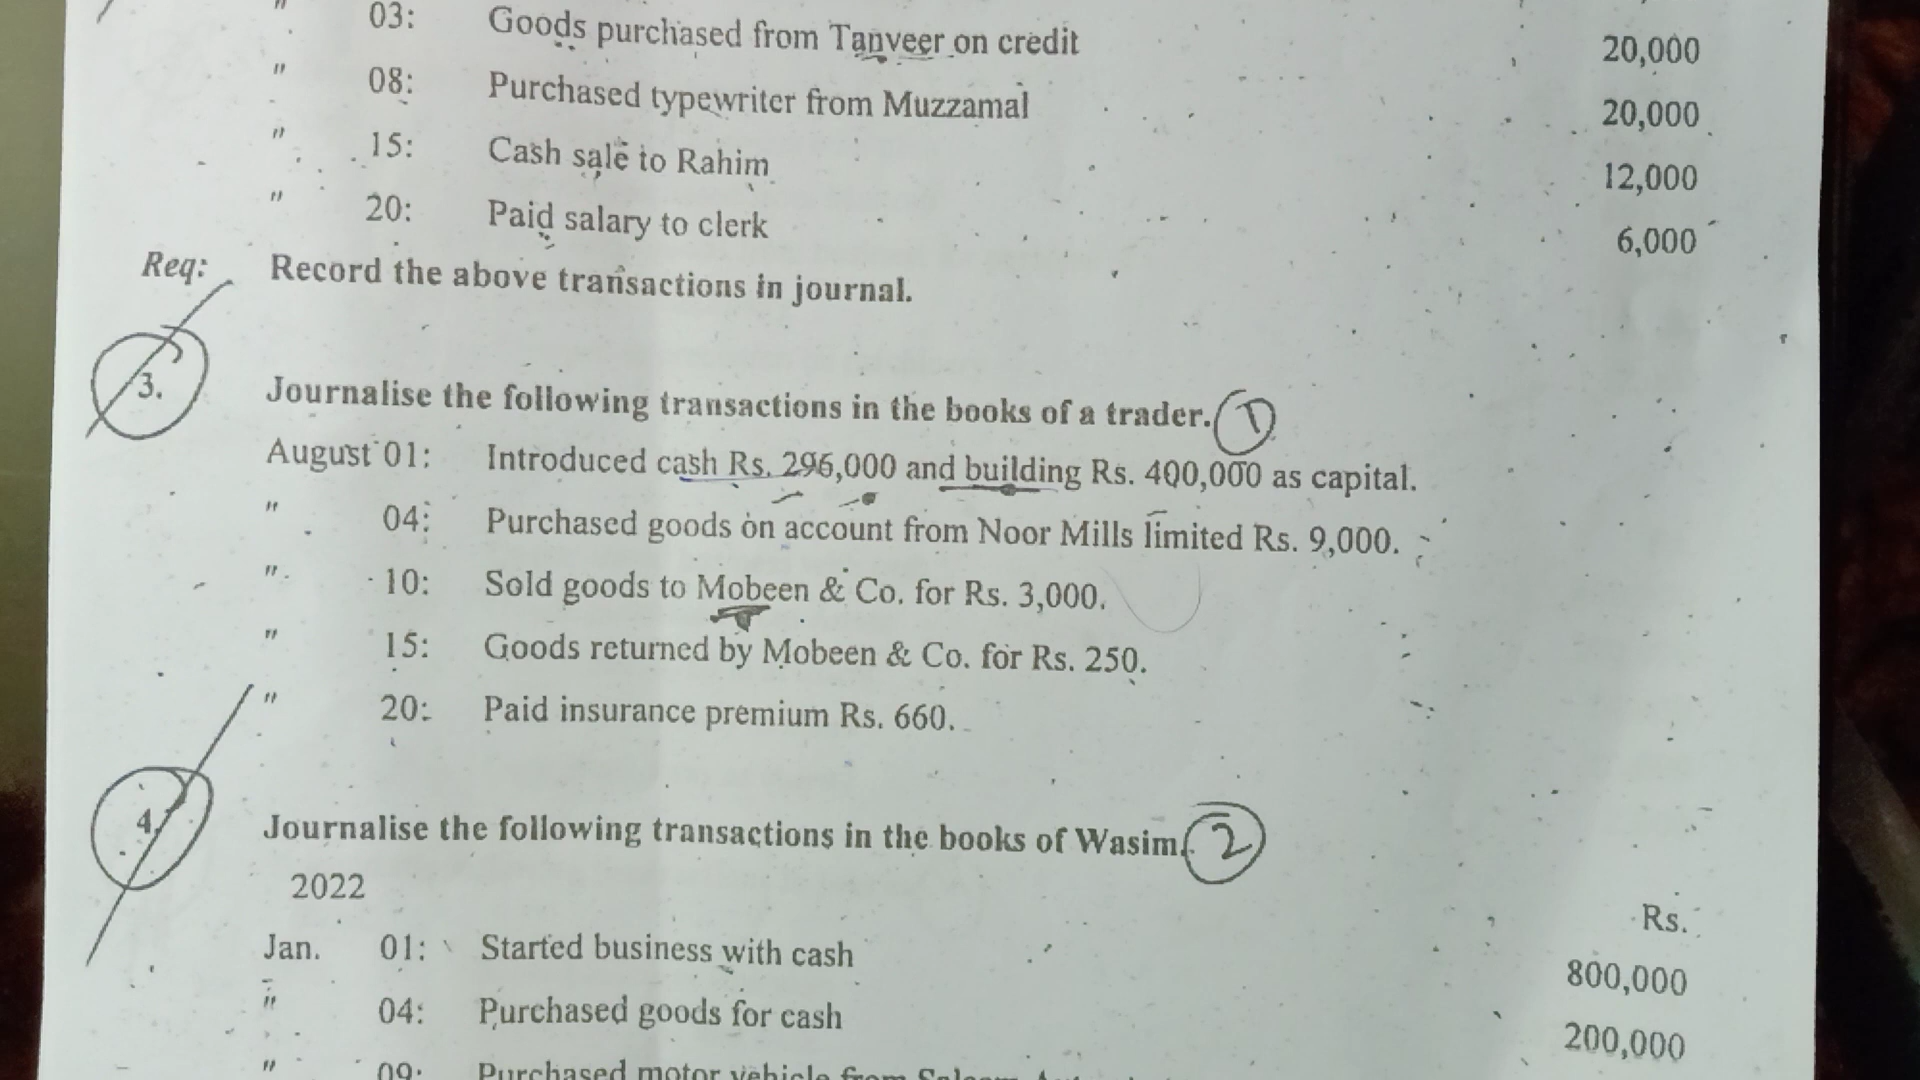 " 03: Goods purchased from Tanveer on credit 20,000
" 08: Purchased typewriter from Muzzamal 20,000
" 15: Cash sale to Rahim 12,000
" 20: Paid salary to clerk 6,000
Req: Record the above transactions in journal.
3. Journalise the following transactions in the books of a trader. 1
August 01: Introduced cash Rs. 296,000 and building Rs. 400,000 as capital.
" 04: Purchased goods on account from Noor Mills limited Rs. 9,000.
" 10: Sold goods to Mobeen & Co. for Rs. 3,000.
" 15: Goods returned by Mobeen & Co. for Rs. 250.
" 20: Paid insurance premium Rs. 660.
4. Journalise the following transactions in the books of Wasim. 2
2022 Rs.
Jan. 01: Started business with cash 800,000
" 04: Purchased goods for cash 200,000
" 09: Purchased motor vehicle from